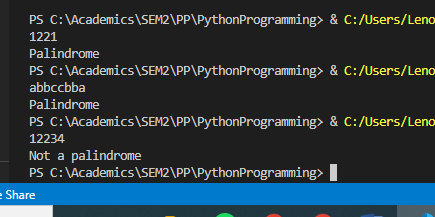 PS C:\Academics\SEM2\PP\PythonProgramming> & C:/Users/Leno
1221
Palindrome
PS C:\Academics\SEM2\PP\PythonProgramming> & C:/Users/Leno
abbccbba
Palindrome
PS C:\Academics\SEM2\PP\PythonProgramming> & C:/Users/Leno
12234
Not a palindrome
PS C:\Academics\SEM2\PP\PythonProgramming>
Share